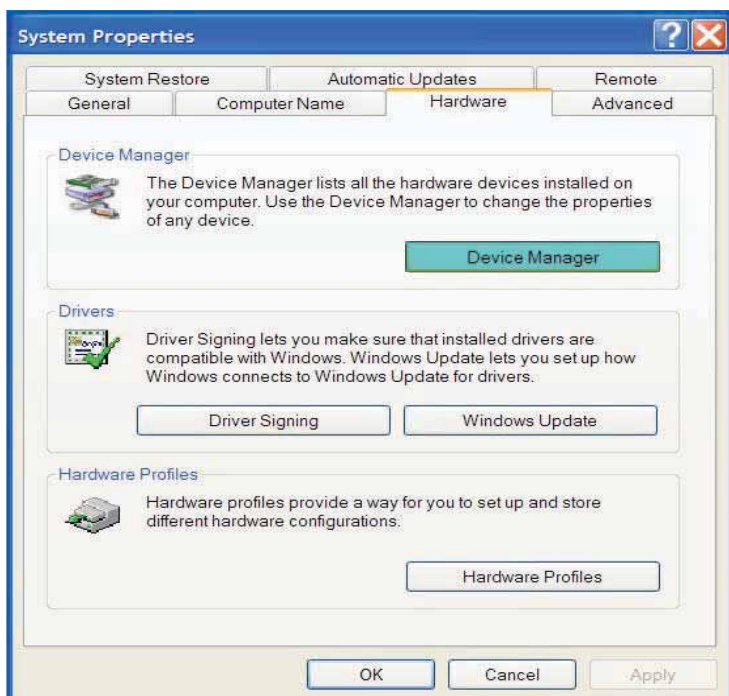 System Properties
System Restore
Automatic Updates
Remote
General
Computer Name
Hardware
Advanced
Device Manager
The Device Manager lists all the hardware devices installed on
your computer. Use the Device Manager to change the properties
of any device.
Device Manager
Drivers
Driver Signing lets you make sure that installed drivers are
compatible with Windows. Windows Update lets you set up how
Windows connects to Windows Update for drivers.
Driver Signing
Windows Update
Hardware Profiles
Hardware profiles provide a way for you to set up and store
different hardware configurations.
Hardware Profiles
OK
Cancel
Apply